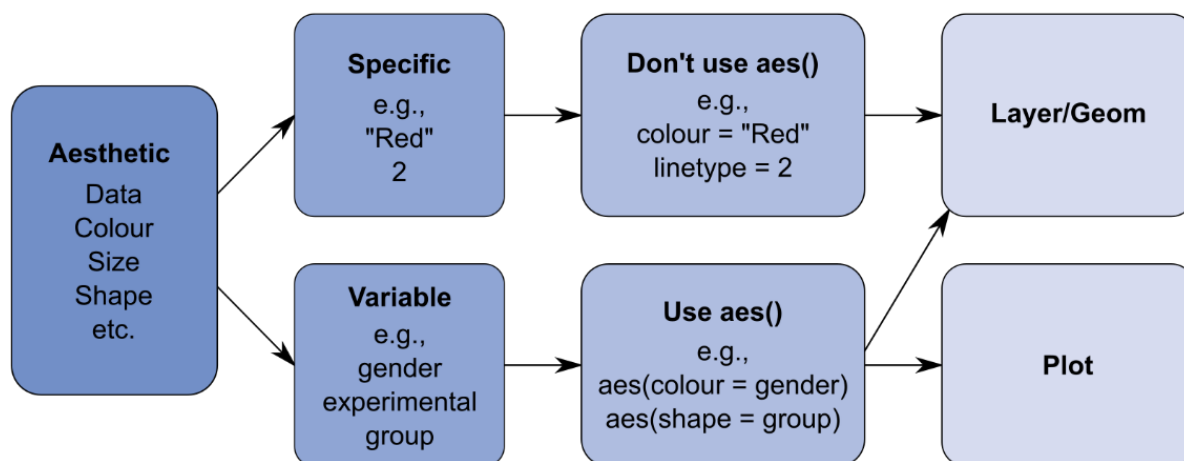 Aesthetic
Data
Colour
Size
Shape
etc.
Specific
e.g.,
"Red"
2
Don't use aes()
e.g.,
colour = "Red"
linetype = 2
Layer/Geom
Variable
e.g.,
gender
experimental
group
Use aes()
e.g.,
aes(colour = gender)
aes(shape = group)
Plot